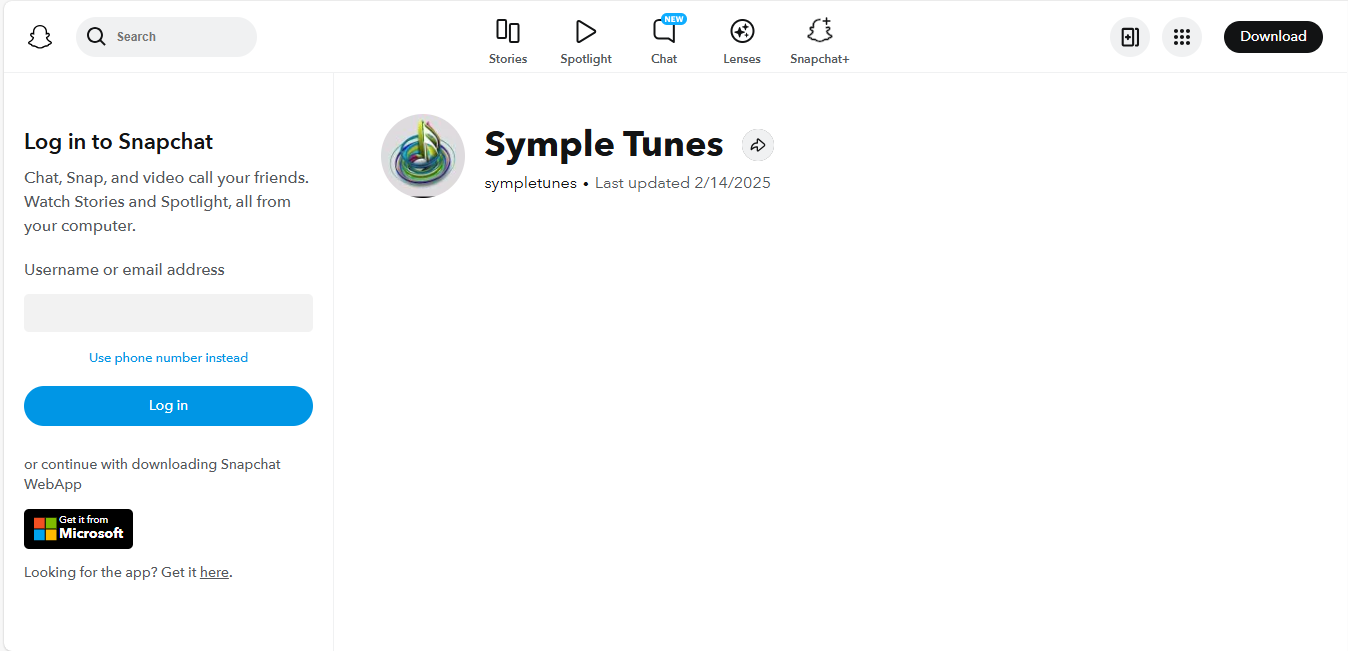 Search
Stories
Spotlight
NEW
Chat
Lenses
Snapchat+
Download
Log in to Snapchat
Chat, Snap, and video call your friends.
Watch Stories and Spotlight, all from
your computer.
Username or email address
Use phone number instead
Log in
or continue with downloading Snapchat
WebApp
Get it from
Microsoft
Looking for the app? Get it here.
Symple Tunes
sympletunes • Last updated 2/14/2025